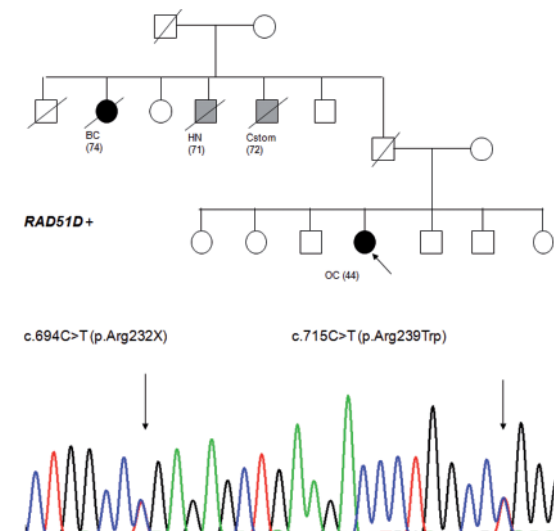 BC
(74)
HN
(71)
Cstom
(72)
RAD51D+
OC (44)
c.694C>T (p.Arg232X)
c.715C>T (p.Arg239Trp)